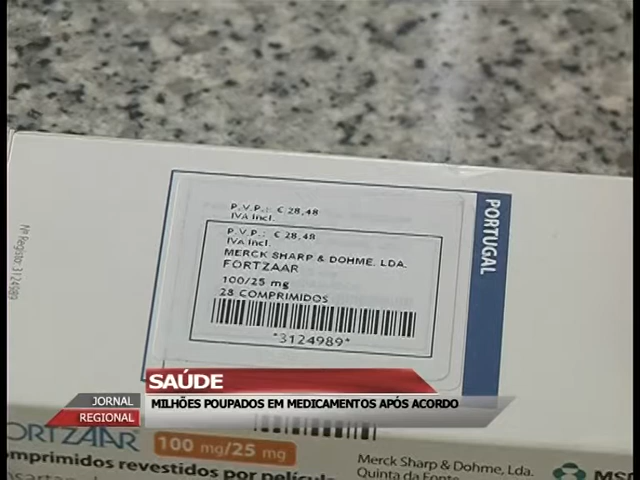 P.V.P.: € 28,48
IVA Incl.
P.V.P.: € 28,48
IVA Incl.
MERCK SHARP & DOHME, LDA.
FORTZAAR
100/25 mg
28 COMPRIMIDOS
*3124989*
PORTUGAL
Nº Registo: 3124989
SAÚDE
JORNAL
REGIONAL
MILHÕES POUPADOS EM MEDICAMENTOS APÓS ACORDO
ORTZAAR
100 mg/25 mg
omprimidos revestidos por película
Merck Sharp & Dohme, Lda.
Quinta da Fonte
MS